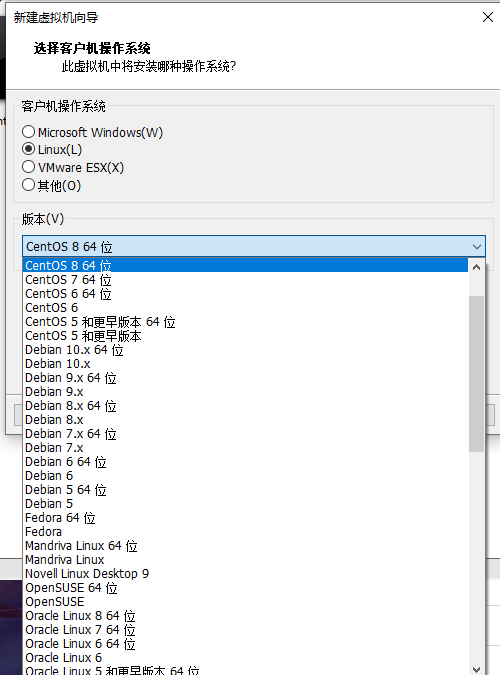 新建虚拟机向导
选择客户机操作系统
此虚拟机中将安装哪种操作系统?
客户机操作系统
Microsoft Windows(W)
Linux(L)
VMware ESX(X)
其他(O)
版本(V)
CentOS 8 64 位
CentOS 8 64 位
CentOS 7 64 位
CentOS 6 64 位
CentOS 6
CentOS 5 和更早版本 64 位
CentOS 5 和更早版本
Debian 10.x 64 位
Debian 10.x
Debian 9.x 64 位
Debian 9.x
Debian 8.x 64 位
Debian 8.x
Debian 7.x 64 位
Debian 7.x
Debian 6 64 位
Debian 6
Debian 5 64 位
Debian 5
Fedora 64 位
Fedora
Mandriva Linux 64 位
Mandriva Linux
Novell Linux Desktop 9
OpenSUSE 64 位
OpenSUSE
Oracle Linux 8 64 位
Oracle Linux 7 64 位
Oracle Linux 6 64 位
Oracle Linux 6
Oracle Linux 5 和更早版本 64 位